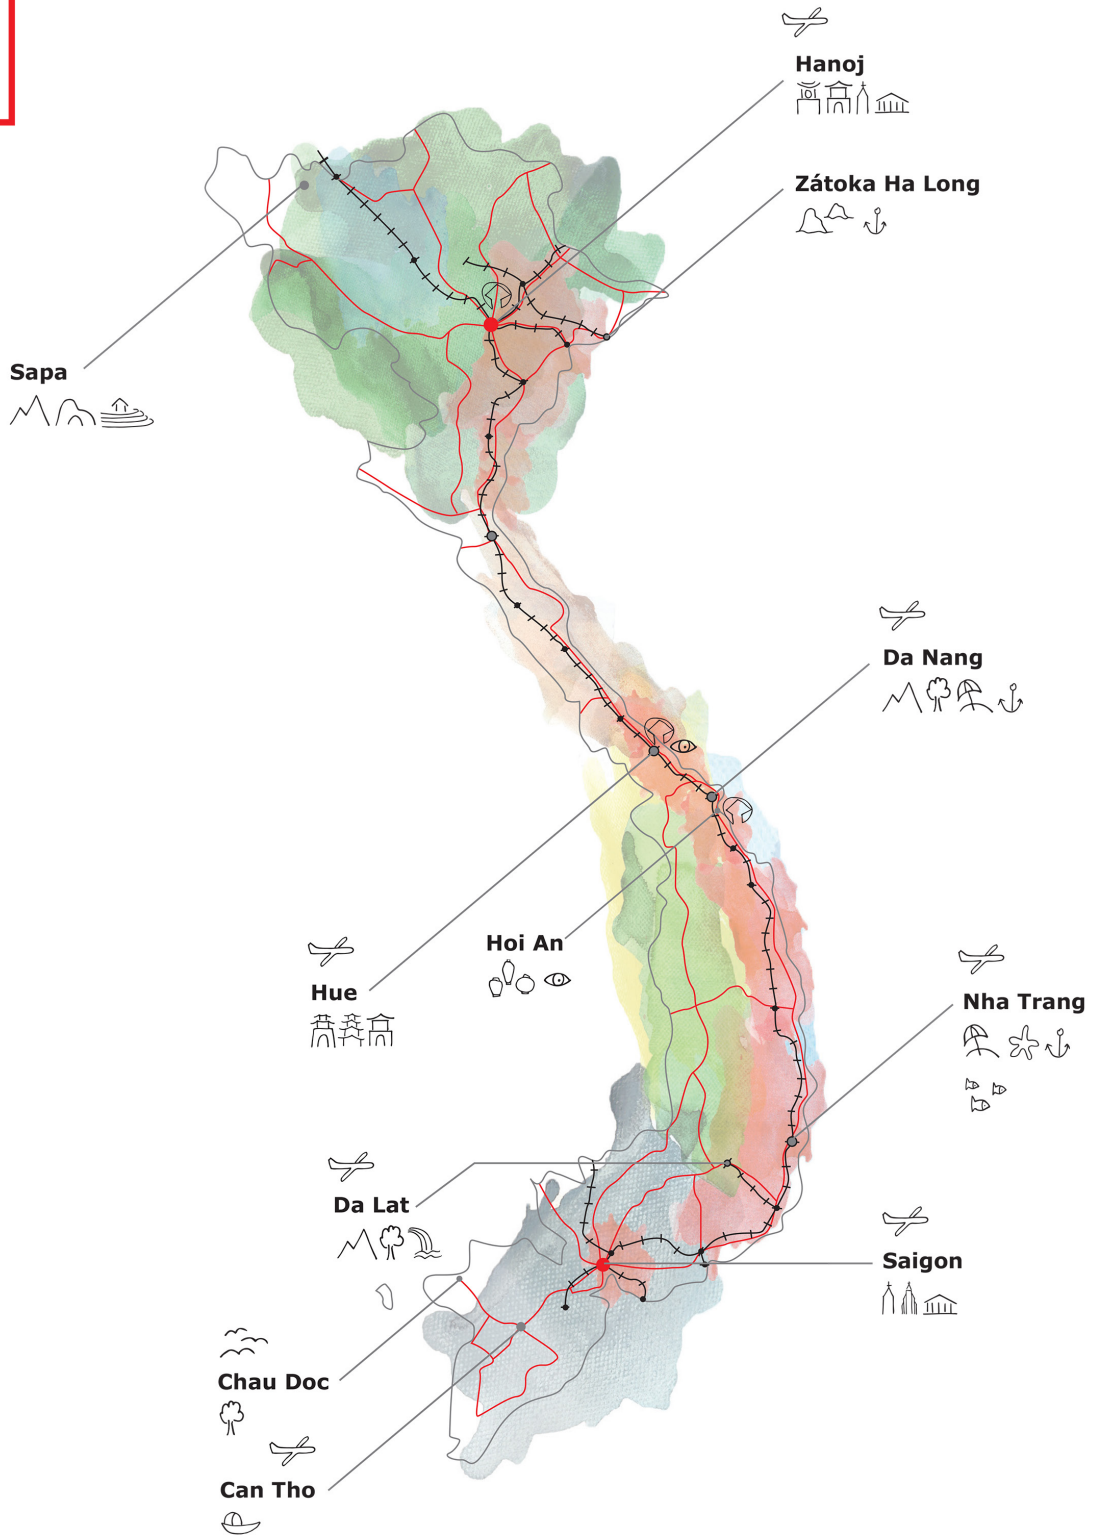 Hanoj
Zátoka Ha Long
Sapa
Da Nang
Hoi An
Hue
Nha Trang
Da Lat
Saigon
Chau Doc
Can Tho